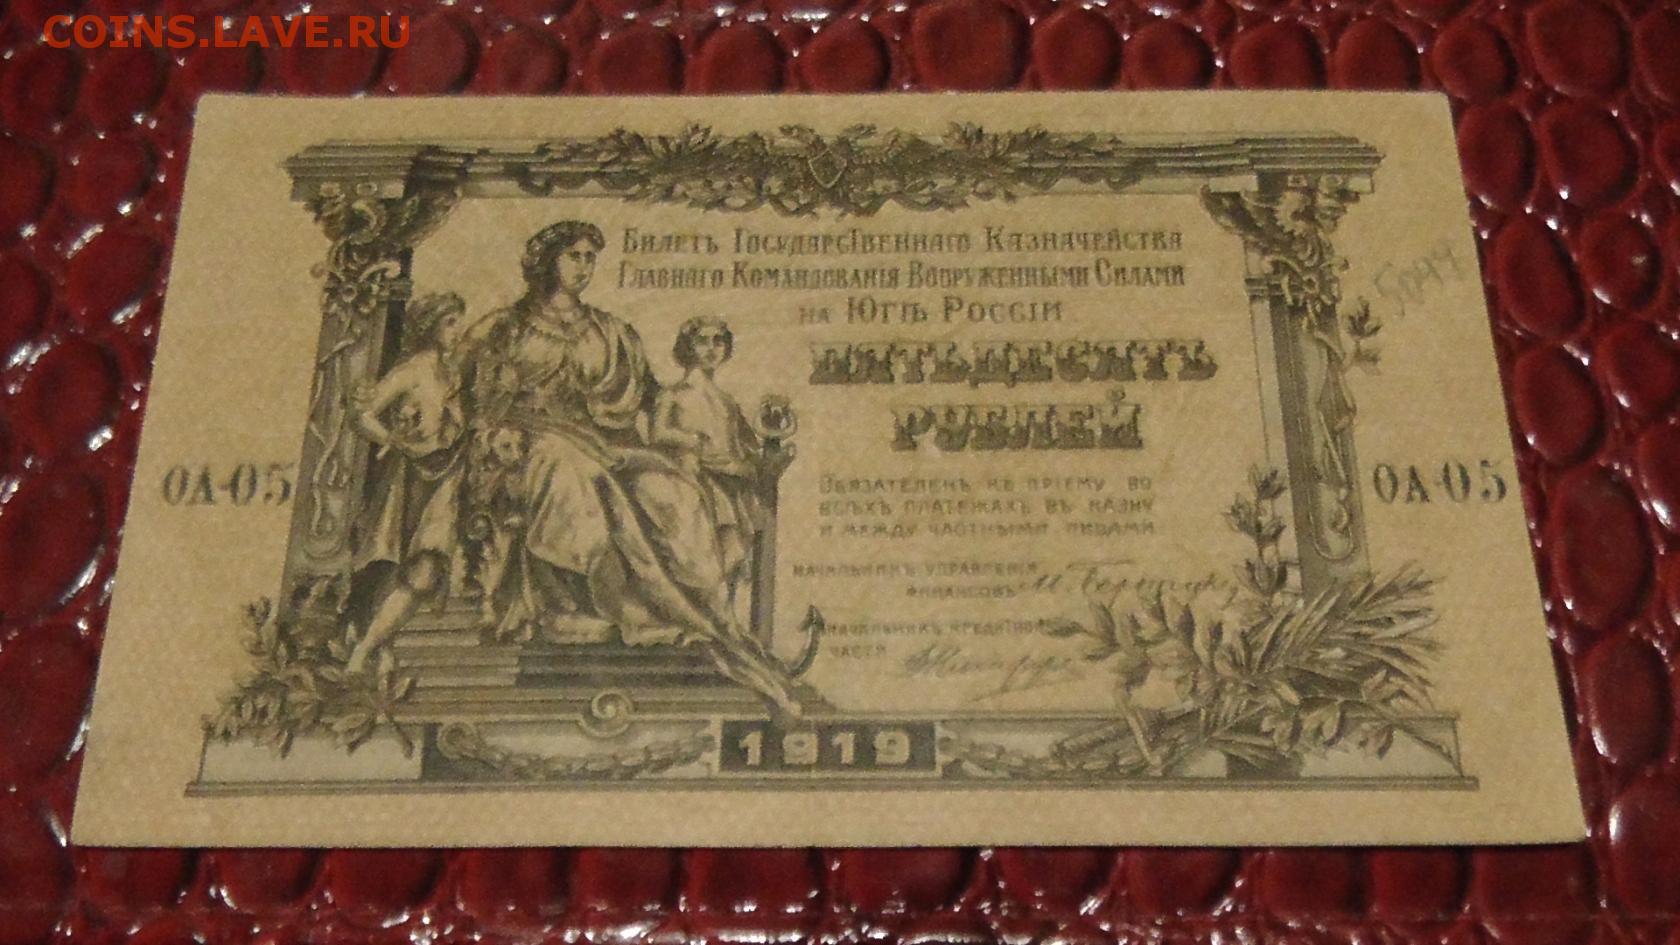 COINS.LAVE.RU
Билетъ Государственнаго Казначейства
Главнаго Командованія Вооруженными Силами
на Югѣ Россіи
ПЯТЬДЕСЯТЪ
РУБЛЕЙ
ОА-05
ОА-05
Обязателенъ къ пріему во
всѣхъ платежахъ въ казну
и между частными лицами
Начальникъ управленія
финансовъ
Начальникъ кредитной
части
1919